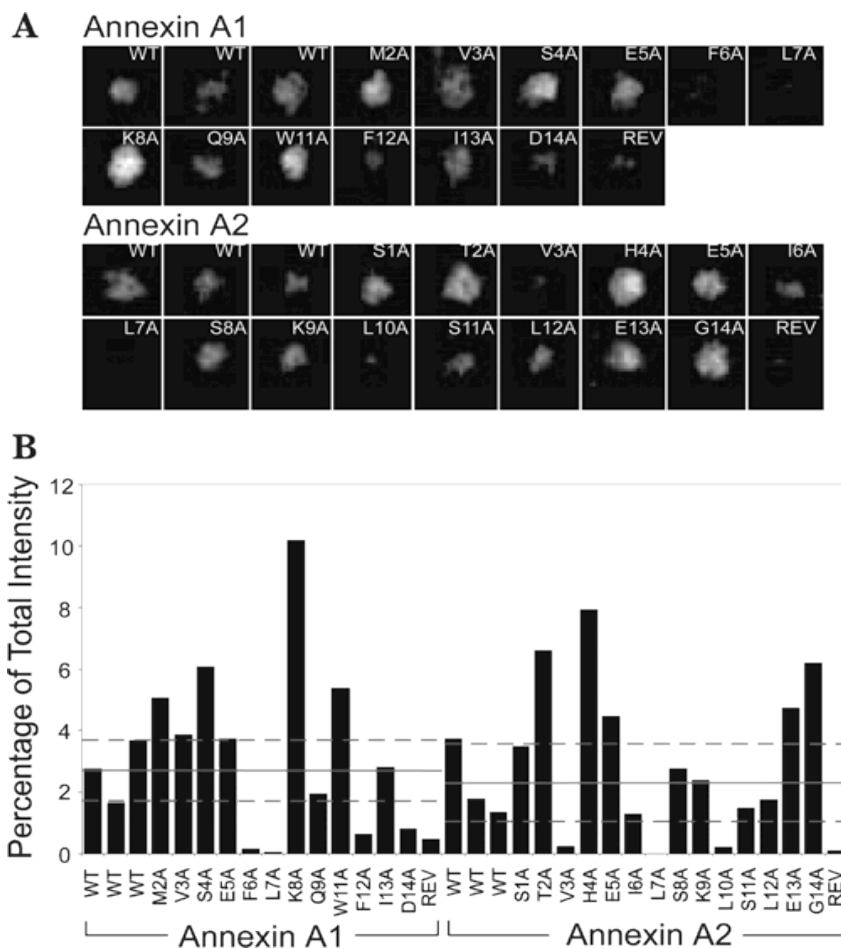 A
Annexin A1
WT WT WT M2A V3A S4A E5A F6A L7A
K8A Q9A W11A F12A I13A D14A REV
Annexin A2
WT WT WT S1A T2A V3A H4A E5A I6A
L7A S8A K9A L10A S11A L12A E13A G14A REV
B
Percentage of Total Intensity
12
10
8
6
4
2
0
WT WT WT M2A V3A S4A E5A F6A L7A K8A Q9A W11A F12A I13A D14A REV WT WT WT S1A T2A V3A H4A E5A I6A L7A S8A K9A L10A S11A L12A E13A G14A REV
Annexin A1 Annexin A2